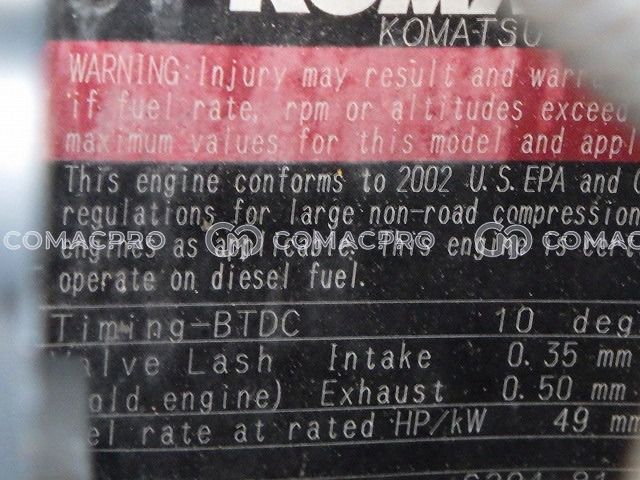 KOMA
KOMATSU
WARNING: Injury may result and warr
if fuel rate, rpm or altitudes exceed
maximum values for this model and appl
This engine conforms to 2002 U.S. EPA and
regulations for large non-road compression
COMACPRO COMACPRO COMACPRO
engines as applicable. This engine is cert
operate on diesel fuel.
Timing-BTDC 10 deg
Valve Lash Intake 0.35 mm
old engine) Exhaust 0.50 mm
el rate at rated HP/kW 49 mm